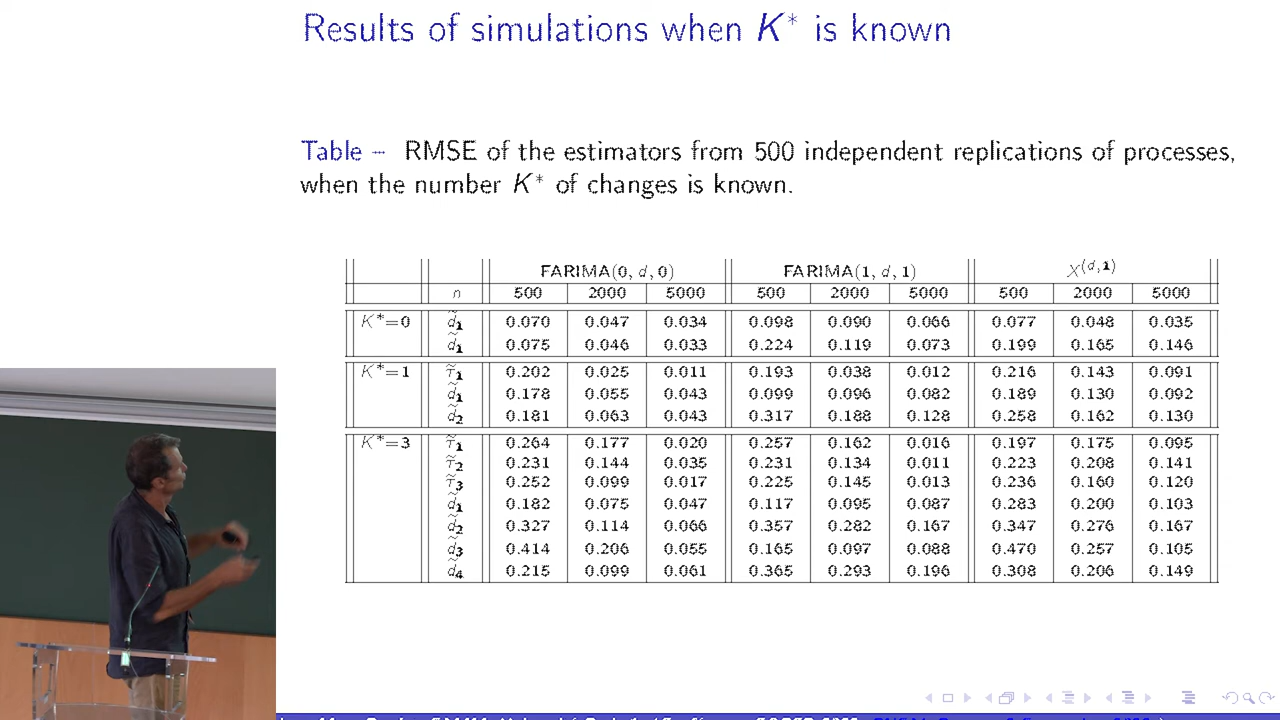 Results of simulations when K* is known
Table – RMSE of the estimators from 500 independent replications of processes,
when the number K* of changes is known.
FARIMA(0, d, 0) FARIMA(1, d, 1) X^(d,1)
n 500 2000 5000 500 2000 5000 500 2000 5000
K*=0 d̃₁ 0.070 0.047 0.034 0.098 0.090 0.066 0.077 0.048 0.035
d̃₁ 0.075 0.046 0.033 0.224 0.119 0.073 0.199 0.165 0.146
K*=1 τ̃₁ 0.202 0.025 0.011 0.193 0.038 0.012 0.216 0.143 0.091
d̃₁ 0.178 0.055 0.043 0.099 0.096 0.082 0.189 0.130 0.092
d̃₂ 0.181 0.063 0.043 0.317 0.188 0.128 0.258 0.162 0.130
K*=3 τ̃₁ 0.264 0.177 0.020 0.257 0.162 0.016 0.197 0.175 0.095
τ̃₂ 0.231 0.144 0.035 0.231 0.134 0.011 0.223 0.208 0.141
τ̃₃ 0.252 0.099 0.017 0.225 0.145 0.013 0.236 0.160 0.120
d̃₁ 0.182 0.075 0.047 0.117 0.095 0.087 0.283 0.200 0.103
d̃₂ 0.327 0.114 0.066 0.357 0.282 0.167 0.347 0.276 0.167
d̃₃ 0.414 0.206 0.055 0.165 0.097 0.088 0.470 0.257 0.105
d̃₄ 0.215 0.099 0.061 0.365 0.293 0.196 0.308 0.206 0.149